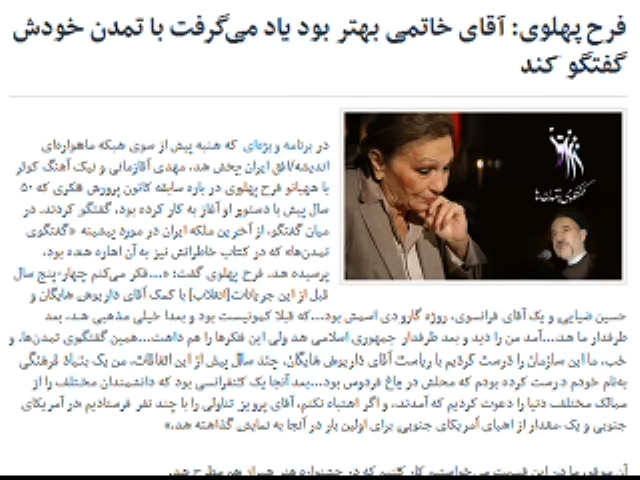 فرح پهلوی: آقای خاتمی بهتر بود یاد می‌گرفت با تمدن خودش
گفتگو کند
در برنامه ویژه‌ای که شنبه پیش از سوی شبکه ماهواره‌ای
اندیشه/افق ایران پخش شد، مهدی آقازمانی و نیک آهنگ کوثر
با شهبانو فرح پهلوی در باره سابقه کانون پرورش فکری که ۵۰
سال پیش با دستور او آغاز به کار کرده بود، گفتگو کردند. در
میان گفتگو، از آخرین ملکه ایران در مورد پیشینه «گفتگوی
تمدن‌ها» که در کتاب خاطراتش نیز به آن اشاره شده بود،
پرسیده شد. فرح پهلوی گفت: «...فکر می‌کنم چهار-پنج سال
قبل از این جریانات[انقلاب] با کمک آقای داریوش شایگان و
حسین ضیایی و یک آقای فرانسوی، روژه گارودی اسمش بود...که قبلا کمونیست بود و بعدا خیلی مذهبی شد، بعد
طرفدار ما شد...آمد من را دید و بعد طرفدار جمهوری اسلامی شد ولی این فکرها را هم داشت...همین گفتگوی تمدن‌ها. و
خب، ما این سازمان را درست کردیم با ریاست آقای داریوش شایگان. چند سال پیش از این اتفاقات، من یک بنیاد فرهنگی
به‌نام خودم درست کرده بودم که محلش در باغ فردوس بود...بعد آنجا یک کنفرانسی بود که دانشمندان مختلف را از
ممالک مختلف دنیا را دعوت کردیم که آمدند. و اگر اشتباه نکنم، آقای پرویز تناولی را با چند نفر فرستادیم در آمریکای
جنوبی و یک مقدار از اشیای آمریکای جنوبی برای اولین بار در آنجا به نمایش گذاشته شد.»
گفتگوی تمدن‌ها